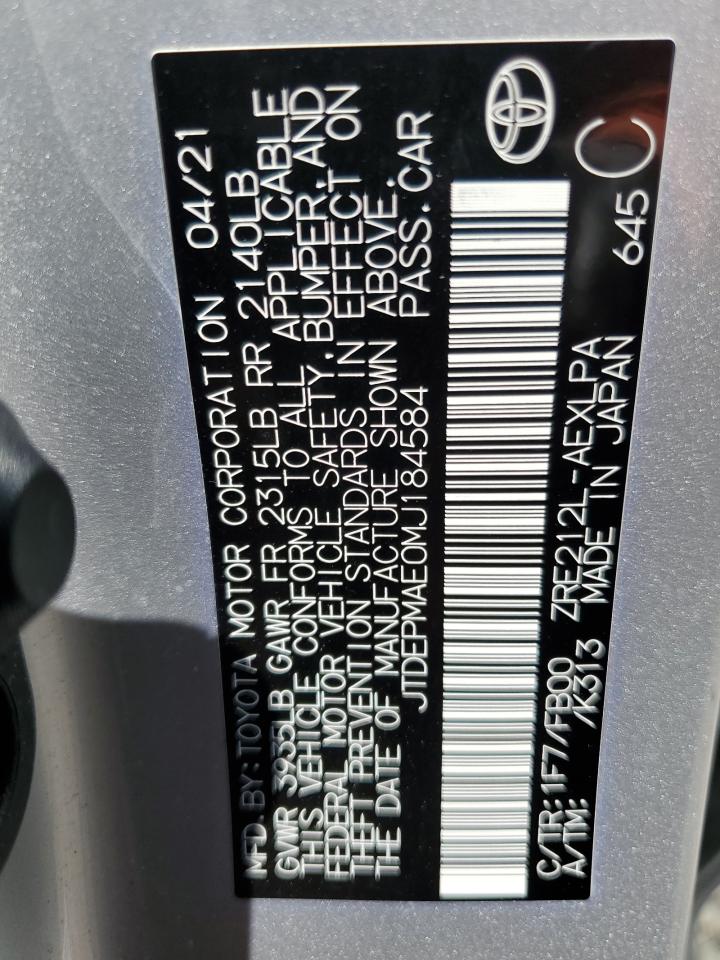 MFD.BY:TOYOTA MOTOR CORPORATION 04/21
GVWR 3935LB GAWR FR 2315LB RR 2140LB
THIS VEHICLE CONFORMS TO ALL APPLICABLE
FEDERAL MOTOR VEHICLE SAFETY,BUMPER,AND
THEFT PREVENTION STANDARDS IN EFFECT ON
THE DATE OF MANUFACTURE SHOWN ABOVE.
JTDEPMAE0MJ184584 PASS.CAR
C/TR:1F7/FB00 ZRE212L-AEXLPA 645
A/TM: /K313 MADE IN JAPAN
C